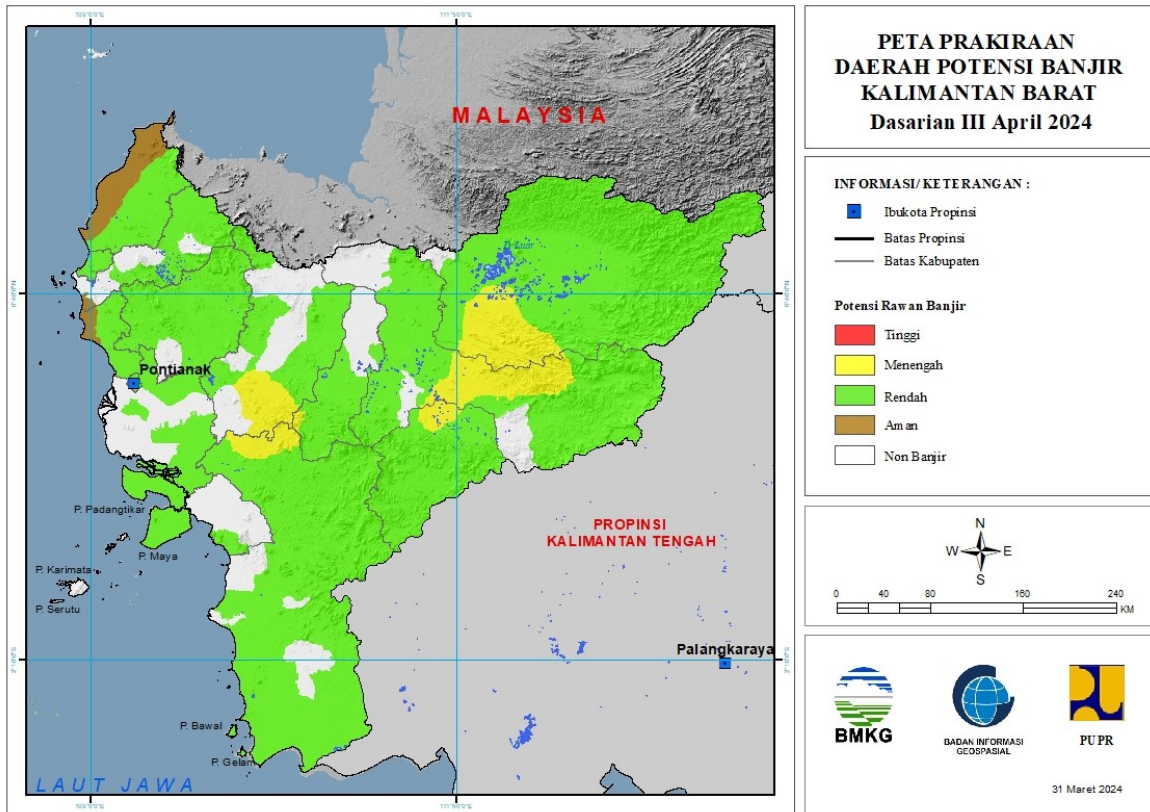 PETA PRAKIRAAN
DAERAH POTENSI BANJIR
KALIMANTAN BARAT
Dasarian III April 2024
INFORMASI/ KETERANGAN :
Ibukota Propinsi
Batas Propinsi
Batas Kabupaten
Potensi Rawan Banjir
Tinggi
Menengah
Rendah
Aman
Non Banjir
N
W E
S
0 40 80 160 240
KM
BMKG
BADAN INFORMASI
GEOSPASIAL
PUPR
31 Maret 2024
MALAYSIA
Pontianak
P. Padangtikar
P. Maya
P. Karimata
P. Serutu
PROPINSI
KALIMANTAN TENGAH
Palangkaraya
P. Bawal
P. Gelam
LAUT JAWA